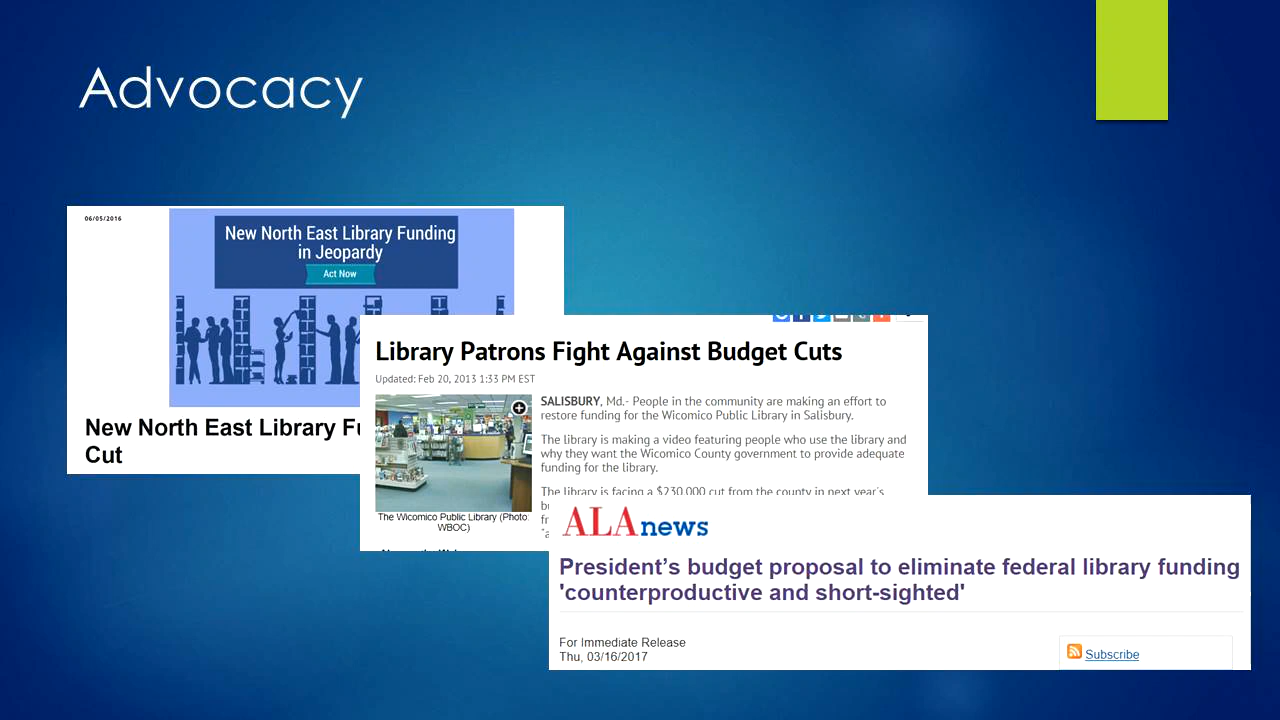 Advocacy
06/05/2016
New North East Library Funding
in Jeopardy
Act Now
New North East Library
Cut
Library Patrons Fight Against Budget Cuts
Updated: Feb 20, 2013 1:33 PM EST
SALISBURY, Md.- People in the community are making an effort to
restore funding for the Wicomico Public Library in Salisbury.
The library is making a video featuring people who use the library and
why they want the Wicomico County government to provide adequate
funding for the library.
The library is facing a $230,000 cut from the county in next year's
The Wicomico Public Library (Photo:
WBOC)
ALAnews
President's budget proposal to eliminate federal library funding
'counterproductive and short-sighted'
For Immediate Release
Thu, 03/16/2017
Subscribe